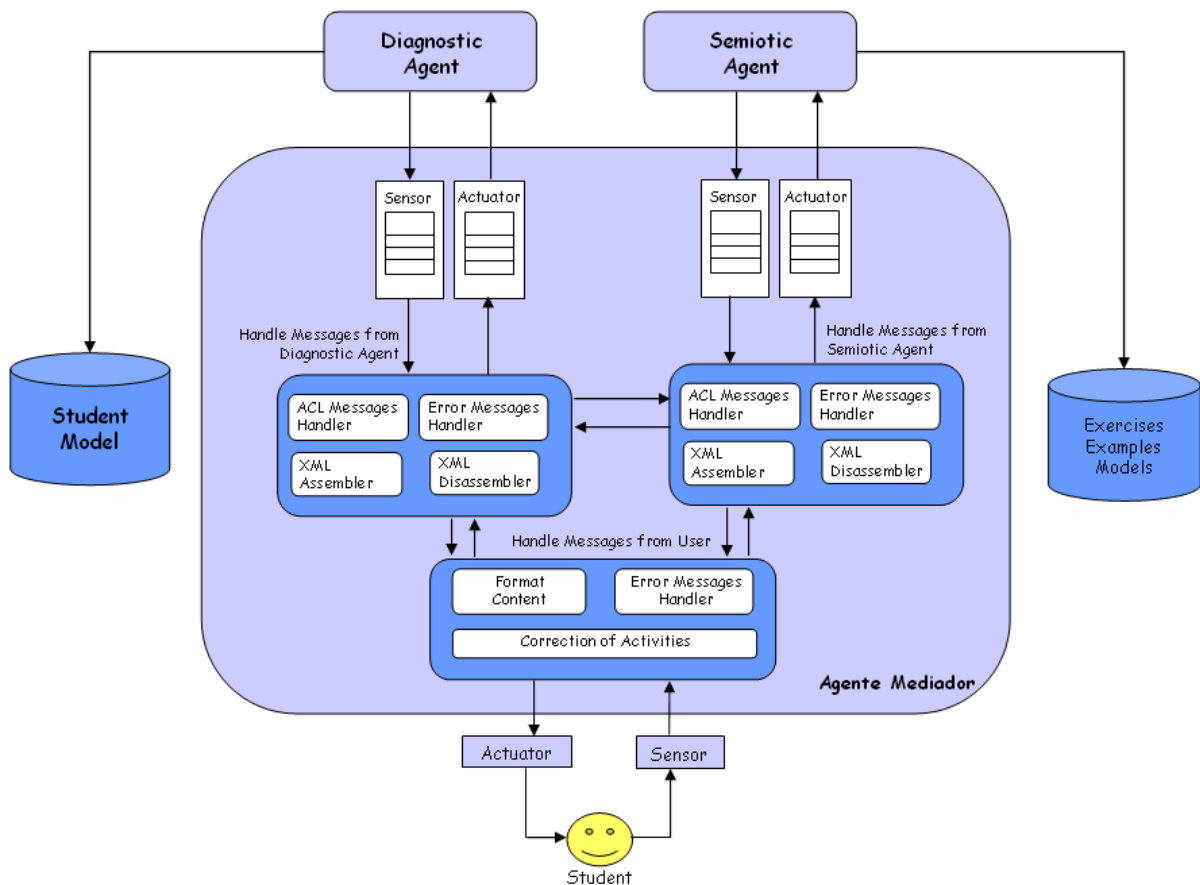 Diagnostic
Agent
Semiotic
Agent
Sensor
Actuator
Sensor
Actuator
Handle Messages from
Diagnostic Agent
Handle Messages from
Semiotic Agent
Student
Model
ACL Messages
Handler
Error Messages
Handler
XML
Assembler
XML
Disassembler
ACL Messages
Handler
Error Messages
Handler
XML
Assembler
XML
Disassembler
Exercises
Examples
Models
Handle Messages from User
Format
Content
Error Messages
Handler
Correction of Activities
Agente Mediador
Actuator
Sensor
Student